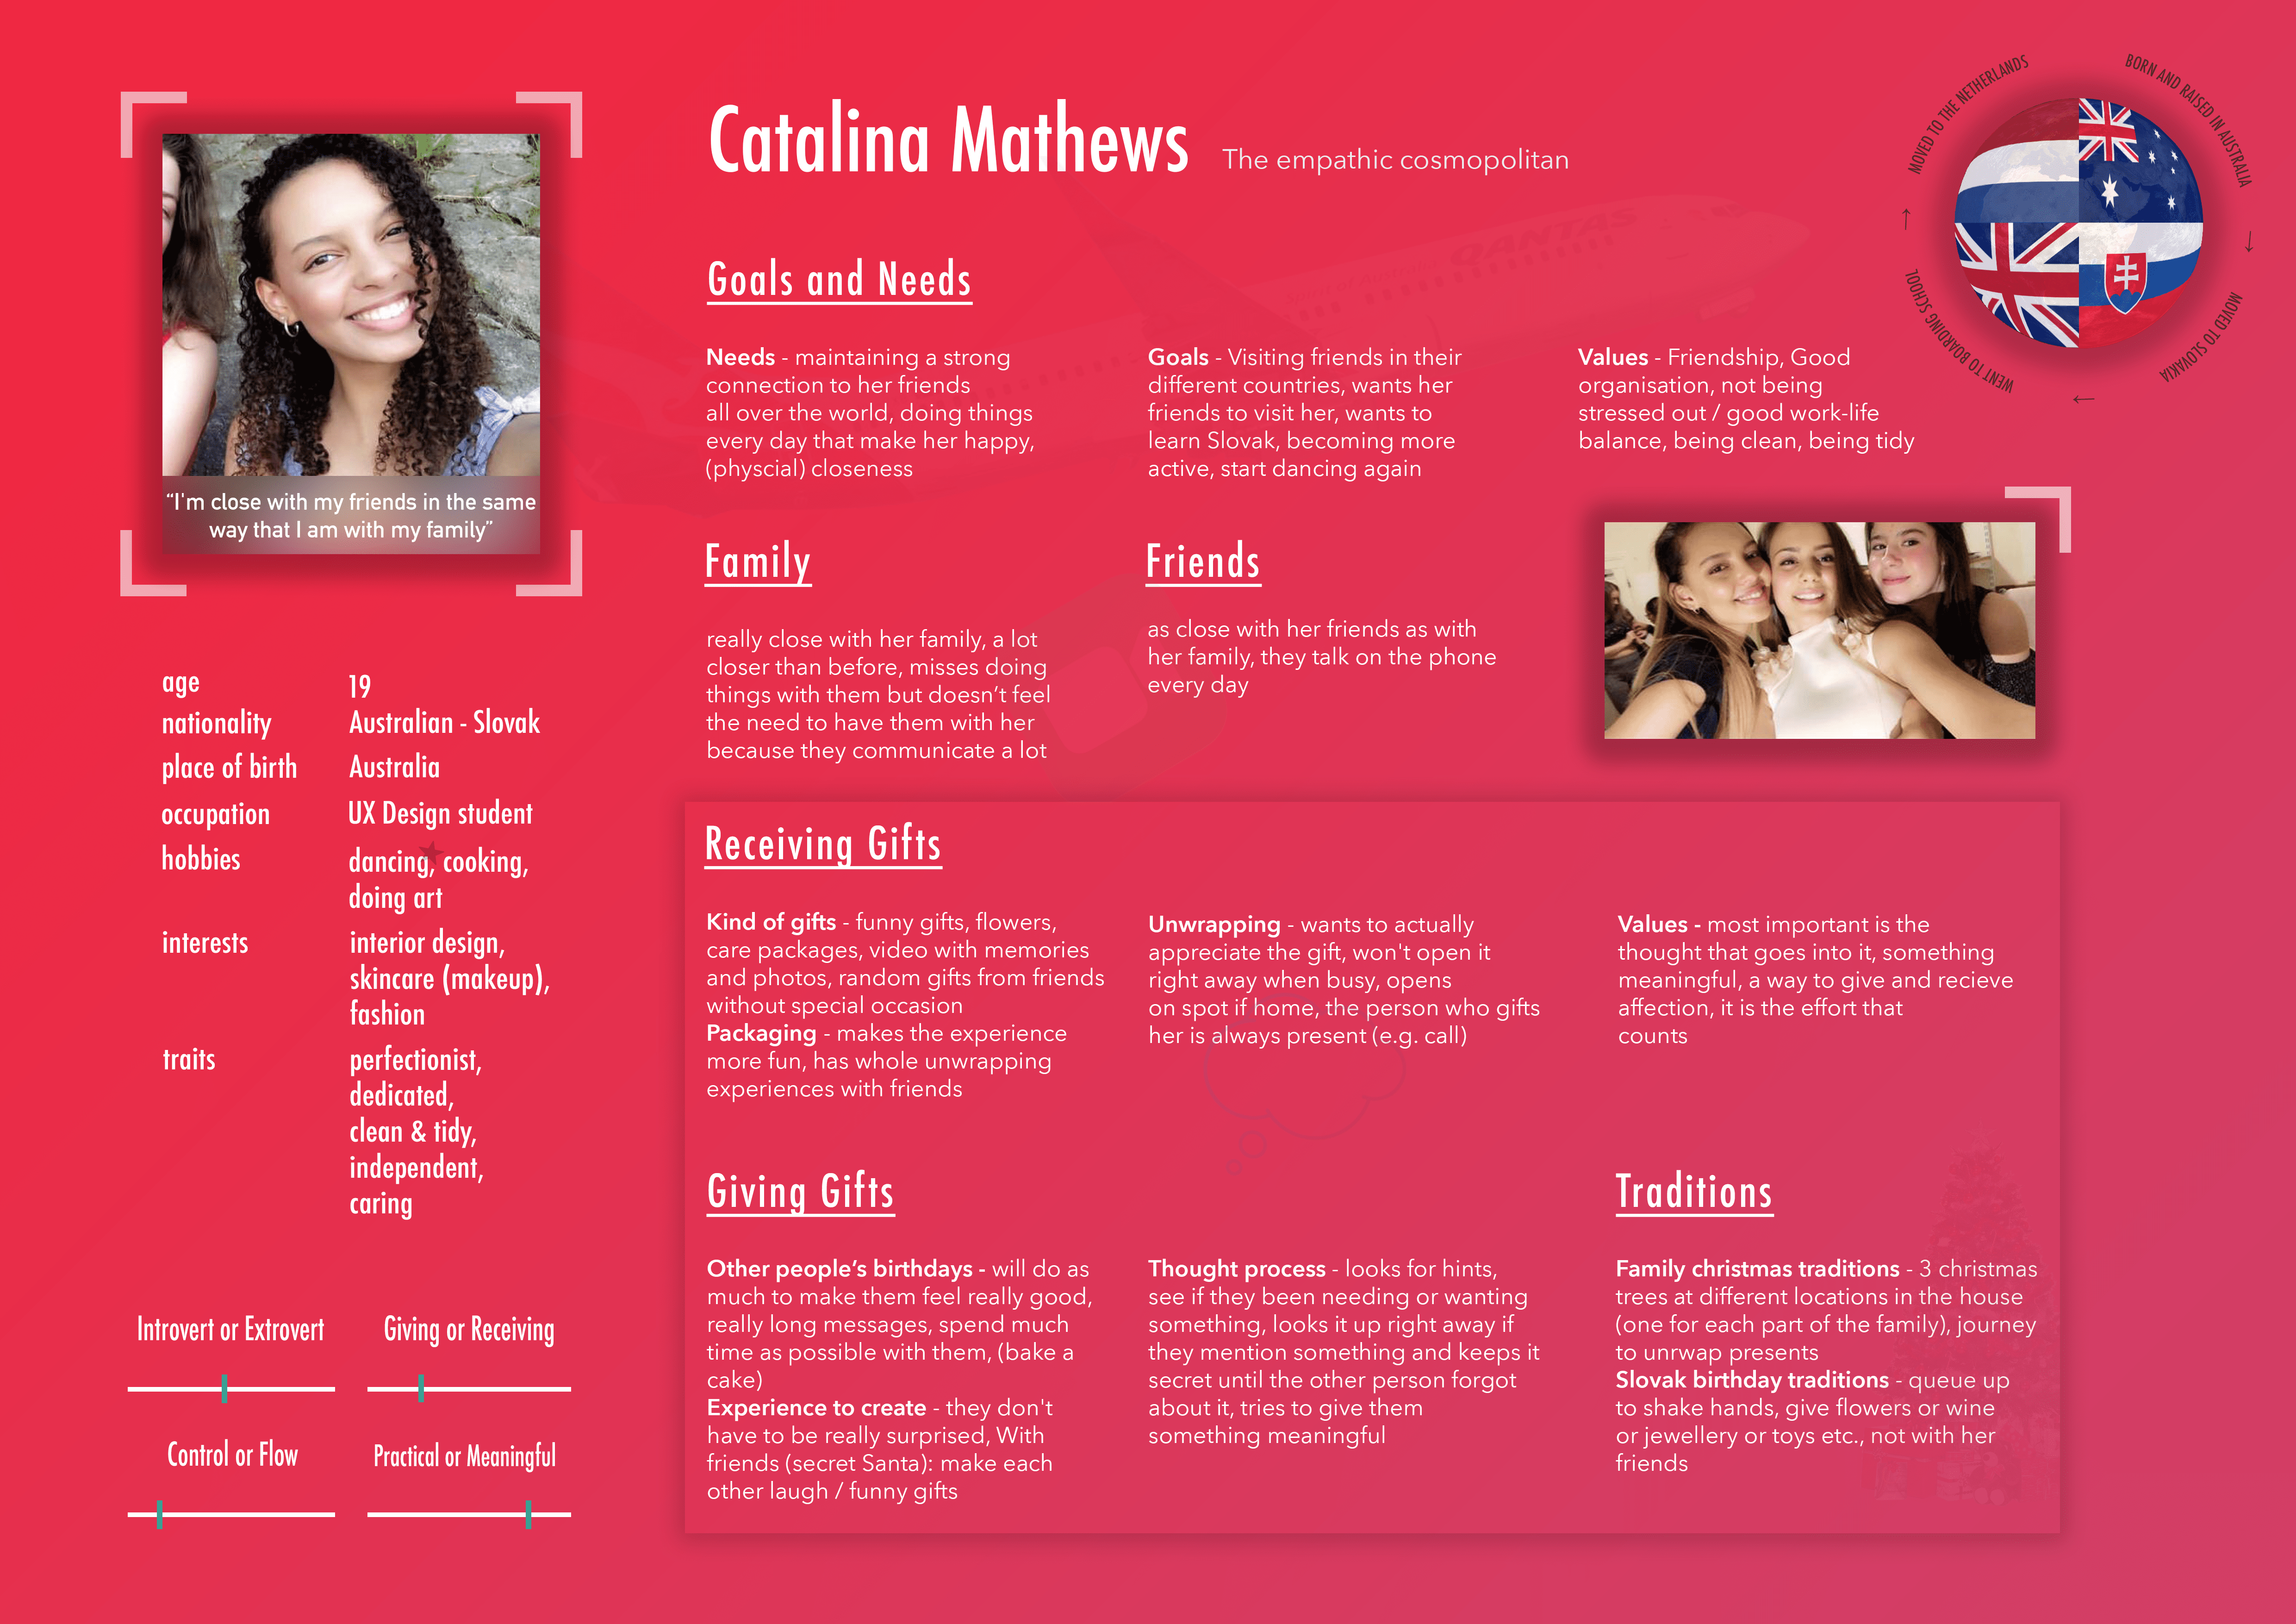 Catalina Mathews
The empathic cosmopolitan
BORN AND RAISED IN AUSTRALIA
MOVED TO SLOVAKIA
WENT TO BOARDING SCHOOL
MOVED TO THE NETHERLANDS
“I'm close with my friends in the same
way that I am with my family”
age 19
nationality Australian - Slovak
place of birth Australia
occupation UX Design student
hobbies dancing, cooking,
doing art
interests interior design,
skincare (makeup),
fashion
traits perfectionist,
dedicated,
clean & tidy,
independent,
caring
Introvert or Extrovert
Giving or Receiving
Control or Flow
Practical or Meaningful
QANTAS
Spirit of Australia
Goals and Needs
Needs - maintaining a strong
connection to her friends
all over the world, doing things
every day that make her happy,
(physcial) closeness
Goals - Visiting friends in their
different countries, wants her
friends to visit her, wants to
learn Slovak, becoming more
active, start dancing again
Values - Friendship, Good
organisation, not being
stressed out / good work-life
balance, being clean, being tidy
Family
really close with her family, a lot
closer than before, misses doing
things with them but doesn’t feel
the need to have them with her
because they communicate a lot
Friends
as close with her friends as with
her family, they talk on the phone
every day
Receiving Gifts
Kind of gifts - funny gifts, flowers,
care packages, video with memories
and photos, random gifts from friends
without special occasion
Packaging - makes the experience
more fun, has whole unwrapping
experiences with friends
Unwrapping - wants to actually
appreciate the gift, won't open it
right away when busy, opens
on spot if home, the person who gifts
her is always present (e.g. call)
Values - most important is the
thought that goes into it, something
meaningful, a way to give and recieve
affection, it is the effort that
counts
Giving Gifts
Other people’s birthdays - will do as
much to make them feel really good,
really long messages, spend much
time as possible with them, (bake a
cake)
Experience to create - they don't
have to be really surprised, With
friends (secret Santa): make each
other laugh / funny gifts
Thought process - looks for hints,
see if they been needing or wanting
something, looks it up right away if
they mention something and keeps it
secret until the other person forgot
about it, tries to give them
something meaningful
Traditions
Family christmas traditions - 3 christmas
trees at different locations in the house
(one for each part of the family), journey
to unrwap presents
Slovak birthday traditions - queue up
to shake hands, give flowers or wine
or jewellery or toys etc., not with her
friends